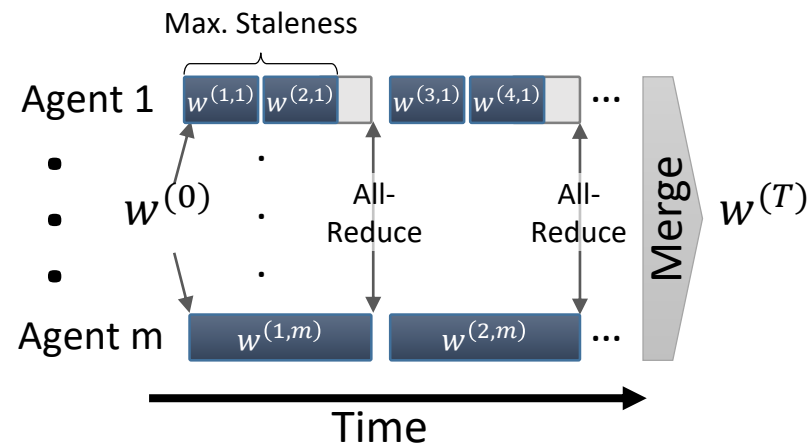 Max. Staleness
Agent 1
w^(1,1) w^(2,1) w^(3,1) w^(4,1) ...
w^(0)
All-
Reduce
All-
Reduce
Merge
w^(T)
Agent m
w^(1,m) w^(2,m) ...
Time